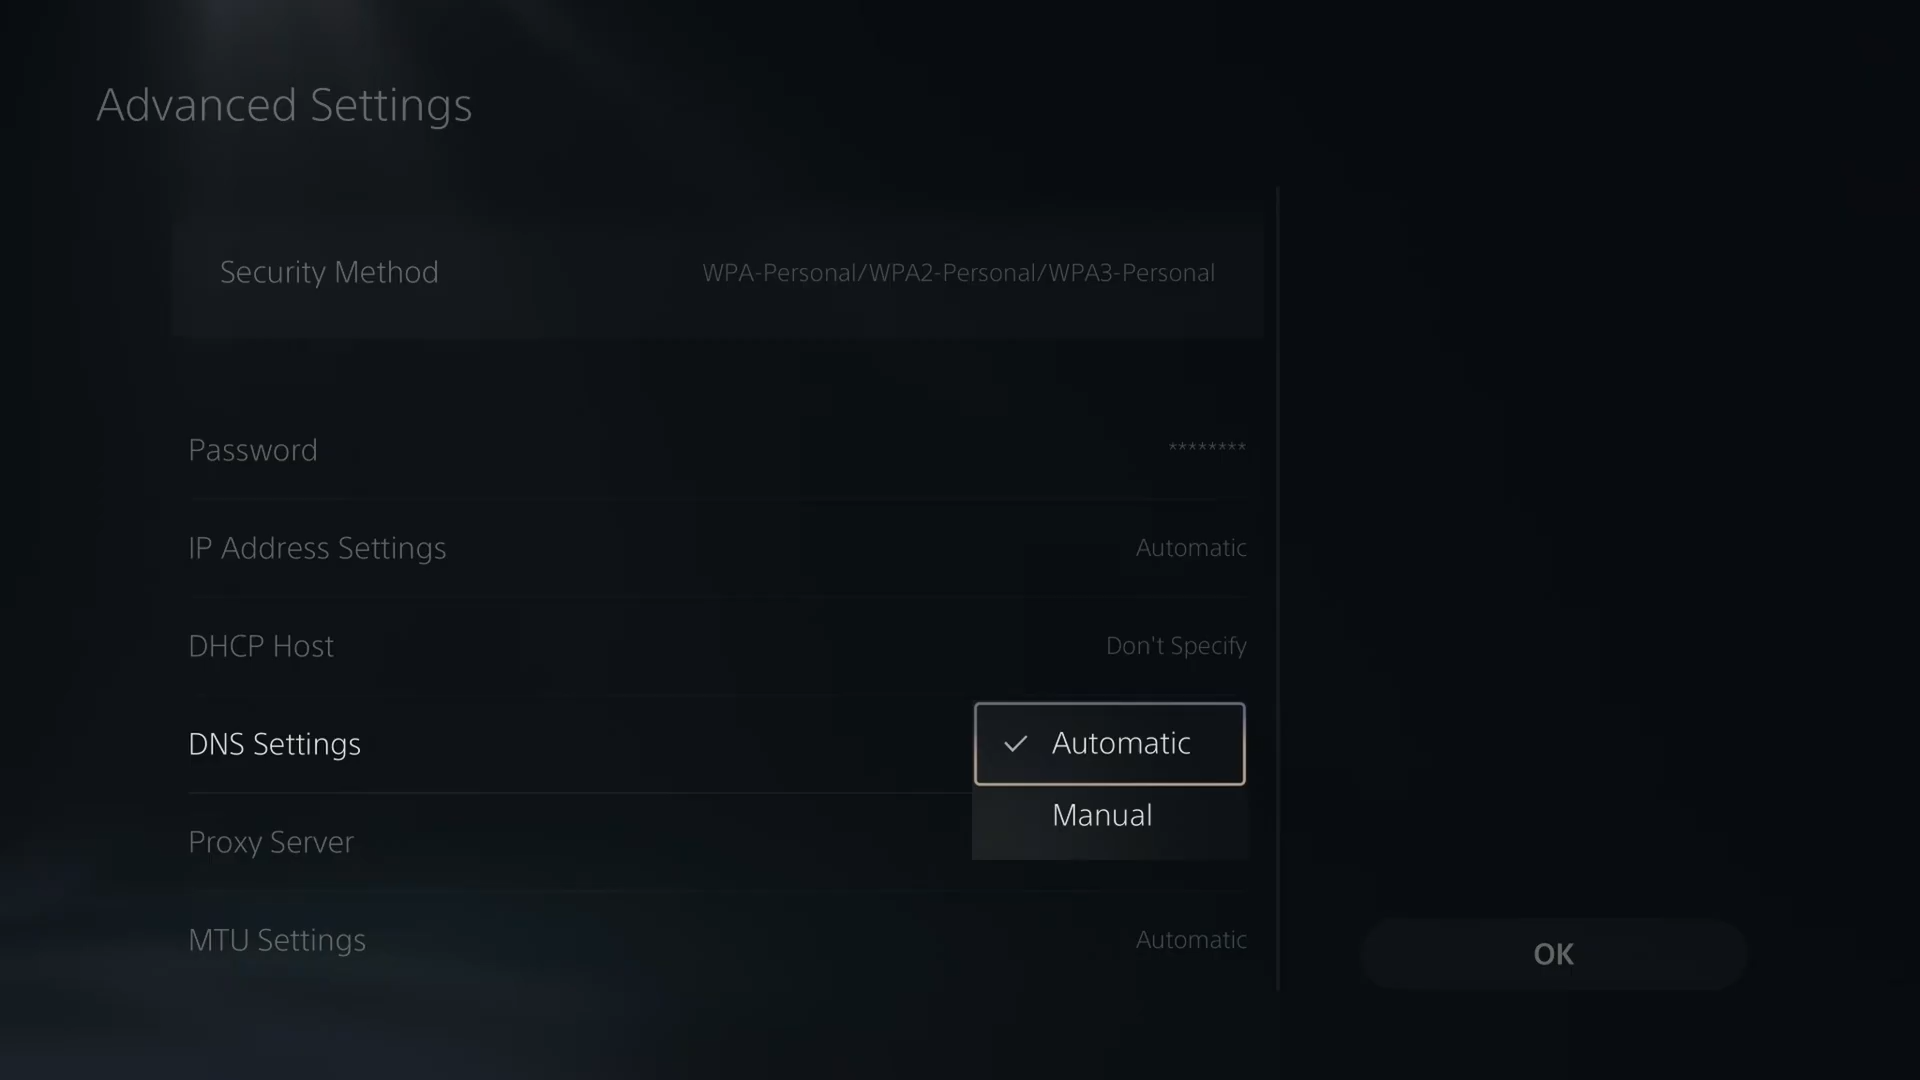 Advanced Settings
Security Method WPA-Personal/WPA2-Personal/WPA3-Personal
Password ********
IP Address Settings Automatic
DHCP Host Don't Specify
DNS Settings Automatic
Manual
Proxy Server
MTU Settings Automatic
OK